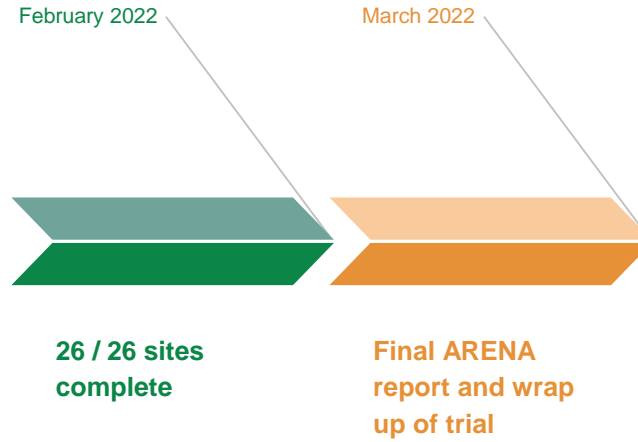 February 2022
March 2022
26 / 26 sites
complete
Final ARENA
report and wrap
up of trial